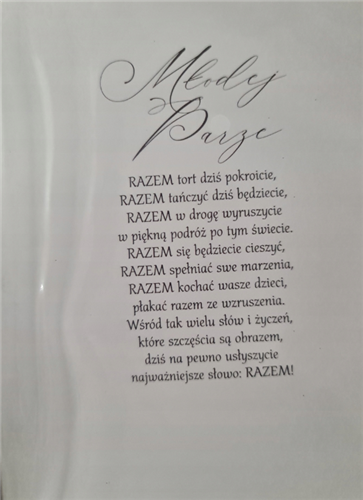 Młodej
Parze
RAZEM tort dziś pokroicie,
RAZEM tańczyć dziś będziecie,
RAZEM w drogę wyruszycie
w piękną podróż po tym świecie.
RAZEM się będziecie cieszyć,
RAZEM spełniać swe marzenia,
RAZEM kochać wasze dzieci,
płakać razem ze wzruszenia.
Wśród tak wielu słów i życzeń,
które szczęścia są obrazem,
dziś na pewno usłyszycie
najważniejsze słowo: RAZEM!